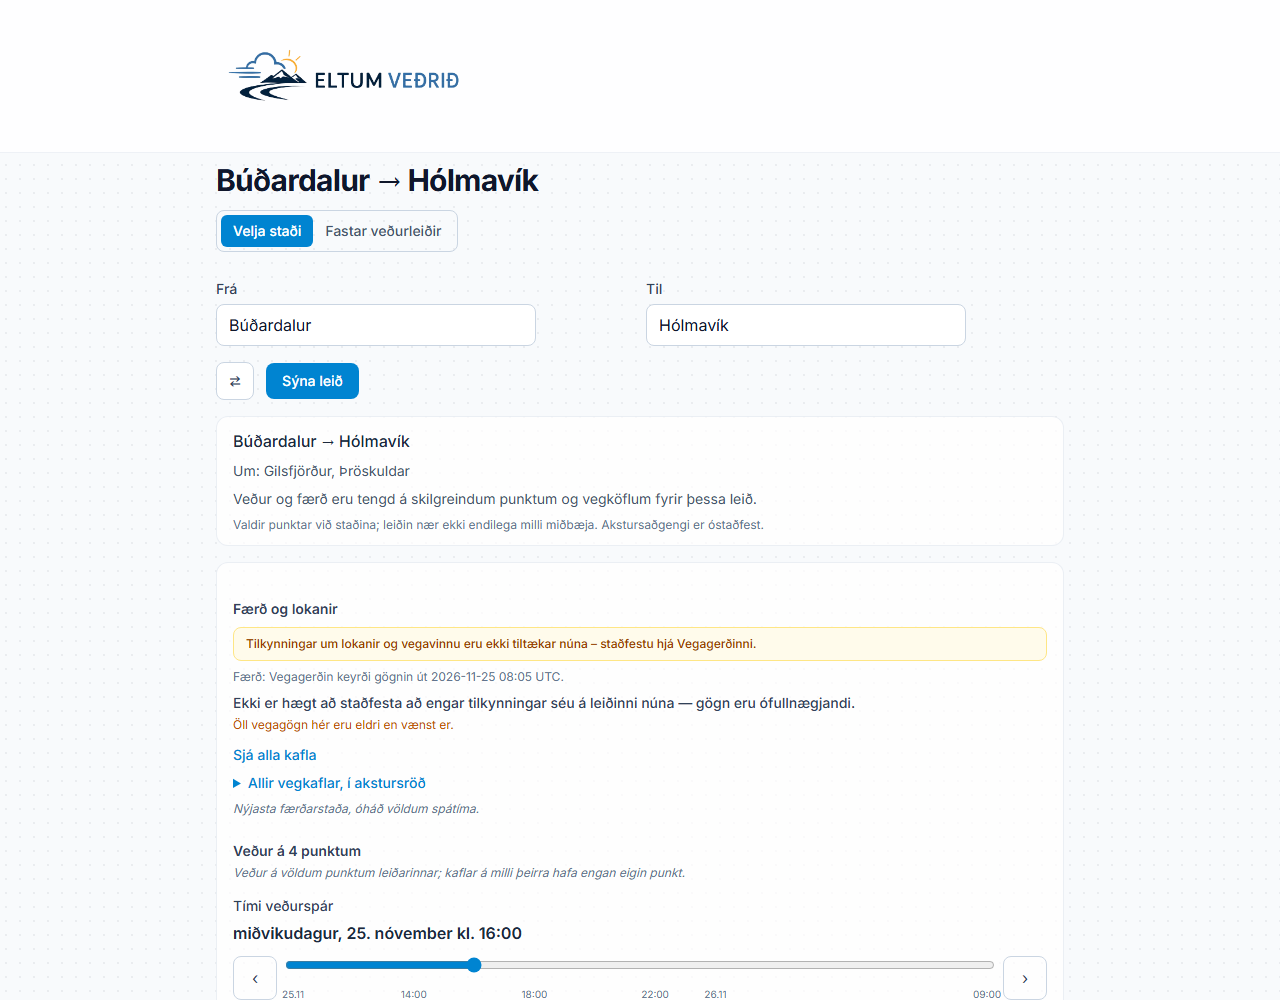 ELTUM VEÐRIÐ
Búðardalur → Hólmavík
Velja staði
Fastar veðurleiðir
Frá
Til
Búðardalur
Hólmavík
⇄
Sýna leið
Búðardalur → Hólmavík
Um: Gilsfjörður, Þröskuldar
Veður og færð eru tengd á skilgreindum punktum og vegköflum fyrir þessa leið.
Valdir punktar við staðina; leiðin nær ekki endilega milli miðbæja. Akstursaðgengi er óstaðfest.
Færð og lokanir
Tilkynningar um lokanir og vegavinnu eru ekki tiltækar núna – staðfestu hjá Vegagerðinni.
Færð: Vegagerðin keyrði gögnin út 2026-11-25 08:05 UTC.
Ekki er hægt að staðfesta að engar tilkynningar séu á leiðinni núna — gögn eru ófullnægjandi.
Öll vegagögn hér eru eldri en vænst er.
Sjá alla kafla
▶ Allir vegkaflar, í akstursröð
Nýjasta færðarstaða, óháð völdum spátíma.
Veður á 4 punktum
Veður á völdum punktum leiðarinnar; kaflar á milli þeirra hafa engan eigin punkt.
Tími veðurspár
miðvikudagur, 25. nóvember kl. 16:00
‹
›
25.11 14:00 18:00 22:00 26.11 09:00